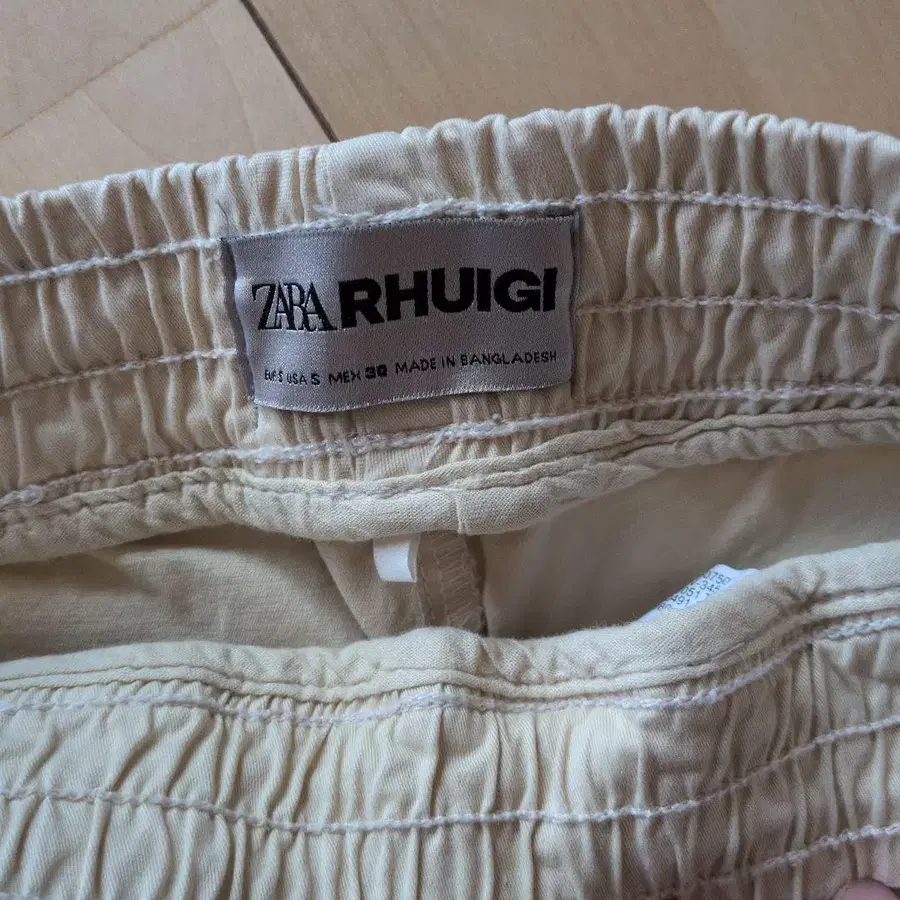 ZARA RHUIGI
EUR S USA S MEX 30 MADE IN BANGLADESH